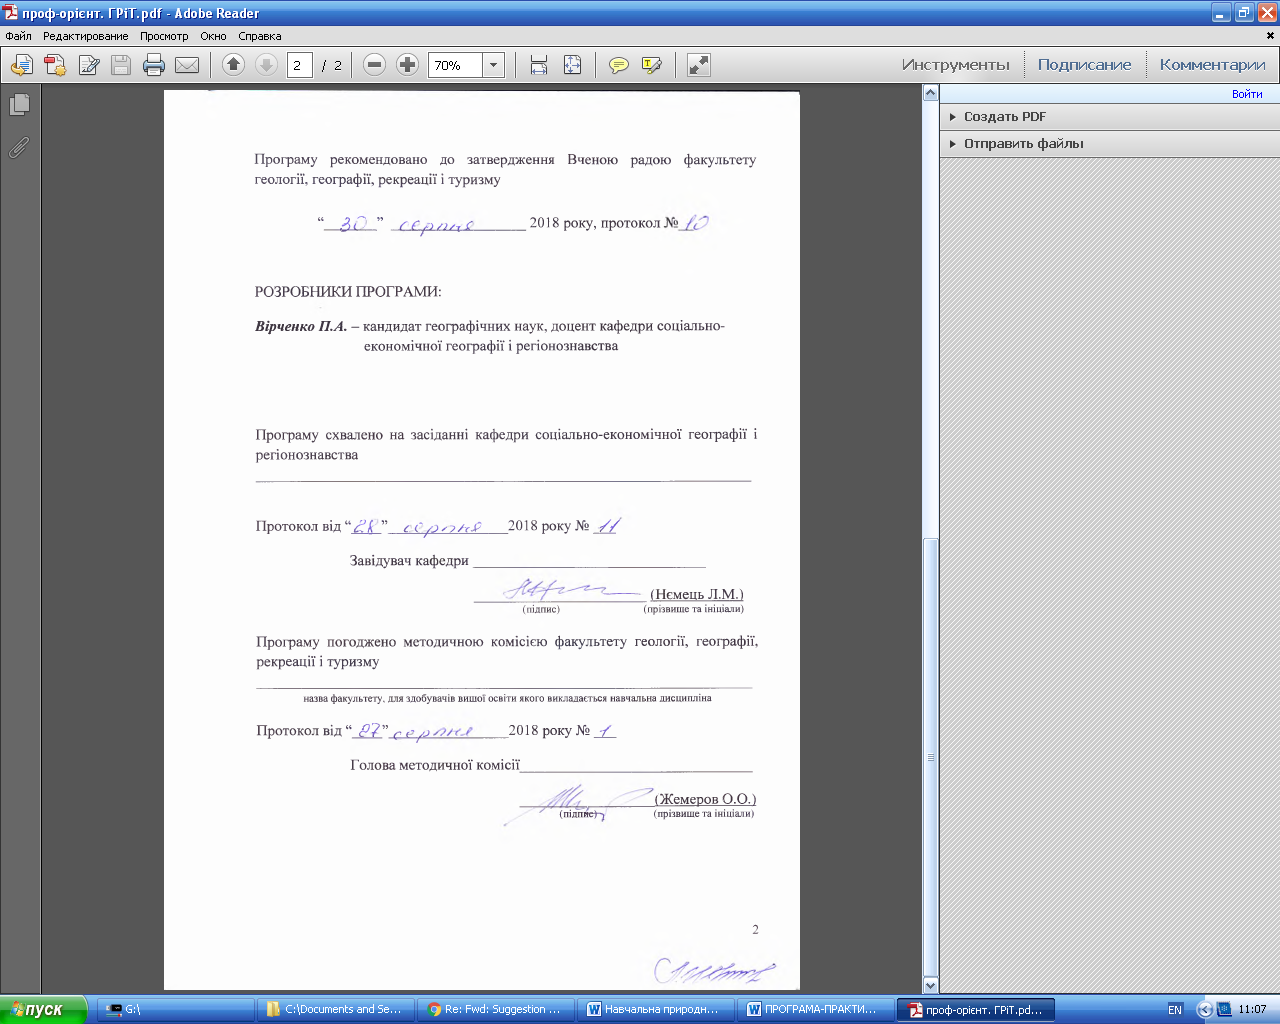 проф-орієнт. ГРіТ.pdf - Adobe Reader
Файл Редактирование Просмотр Окно Справка
2 / 2 70% Инструменты Подписание Комментарии
Войти
Создать PDF
Отправить файлы
Програму рекомендовано до затвердження Вченою радою факультету
геології, географії, рекреації і туризму
“ 30 ” серпня 2018 року, протокол № 10
РОЗРОБНИКИ ПРОГРАМИ:
Вірченко П.А. – кандидат географічних наук, доцент кафедри соціально-
економічної географії і регіонознавства
Програму схвалено на засіданні кафедри соціально-економічної географії і
регіонознавства
Протокол від “28” серпня 2018 року № 11
Завідувач кафедри
(Нємець Л.М.)
(підпис) (прізвище та ініціали)
Програму погоджено методичною комісією факультету геології, географії,
рекреації і туризму
назва факультету, для здобувачів вищої освіти якого викладається навчальна дисципліна
Протокол від “27” серпня 2018 року № 1
Голова методичної комісії
(Жемеров О.О.)
(підпис) (прізвище та ініціали)
2
пуск G:\ C:\Documents and Se... Re: Fwd: Suggestion ... Навчальна природн... ПРОГРАМА-ПРАКТИ... проф-орієнт. ГРіТ.pd... EN 11:07